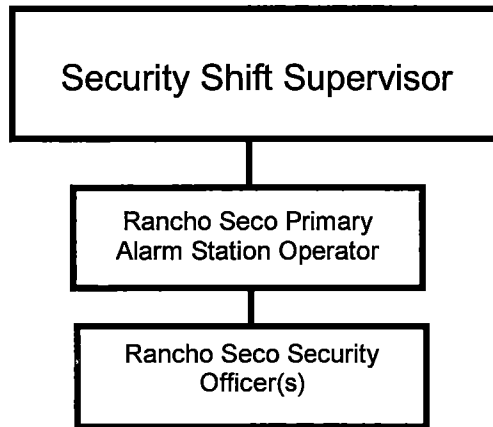 Security Shift Supervisor
Rancho Seco Primary
Alarm Station Operator
Rancho Seco Security
Officer(s)